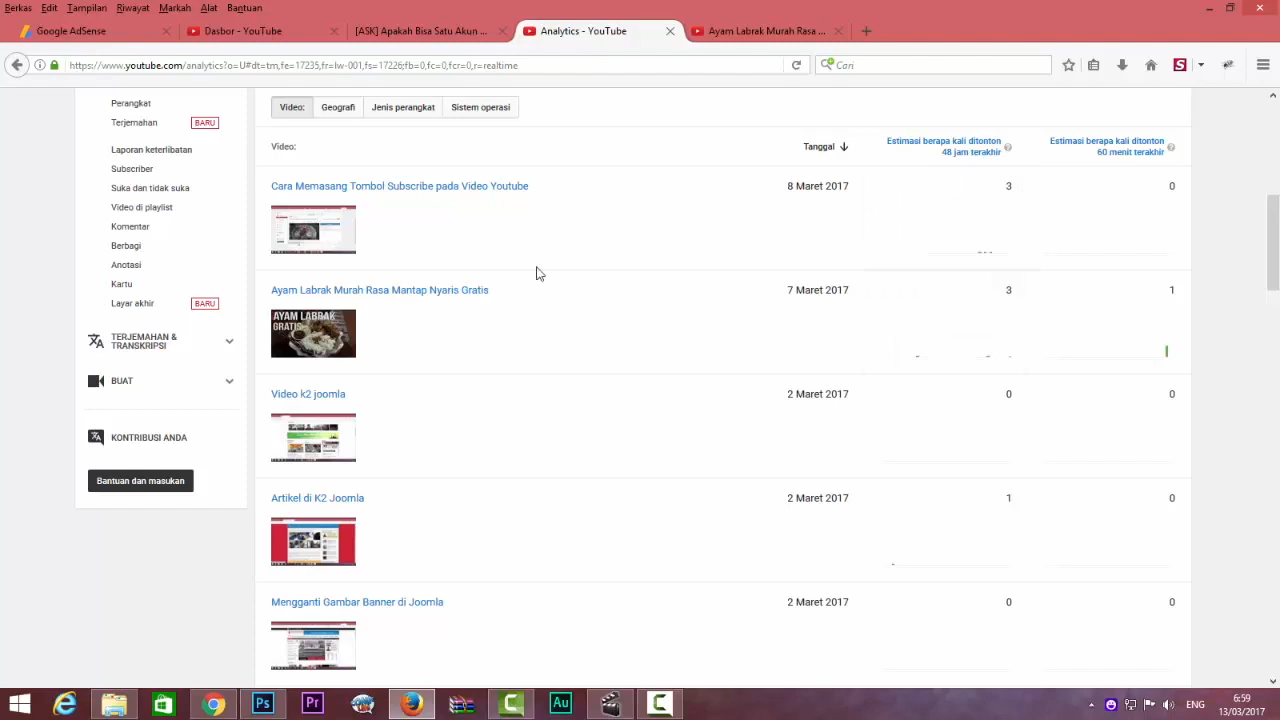 Berkas Edit Tampilan Riwayat Markah Alat Bantuan
Google AdSense
Dasbor - YouTube
[ASK] Apakah Bisa Satu Akun ...
Analytics - YouTube
Ayam Labrak Murah Rasa ...
https://www.youtube.com/analytics?o=U#dt=tm,fe=17235,fr=lw-001,fs=17226;fb=0,fc=0,fcr=0,r=realtime
Cari
Perangkat
Terjemahan BARU
Laporan keterlibatan
Subscriber
Suka dan tidak suka
Video di playlist
Komentar
Berbagi
Anotasi
Kartu
Layar akhir BARU
TERJEMAHAN &
TRANSKRIPSI
BUAT
KONTRIBUSI ANDA
Bantuan dan masukan
Video: Geografi Jenis perangkat Sistem operasi
Video: Tanggal
Estimasi berapa kali ditonton
48 jam terakhir
Estimasi berapa kali ditonton
60 menit terakhir
Cara Memasang Tombol Subscribe pada Video Youtube 8 Maret 2017 3 0
Ayam Labrak Murah Rasa Mantap Nyaris Gratis 7 Maret 2017 3 1
AYAM LABRAK
GRATIS
Video k2 joomla 2 Maret 2017 0 0
Artikel di K2 Joomla 2 Maret 2017 1 0
Mengganti Gambar Banner di Joomla 2 Maret 2017 0 0
Ps
Pr
Au
ENG
6:59
13/03/2017